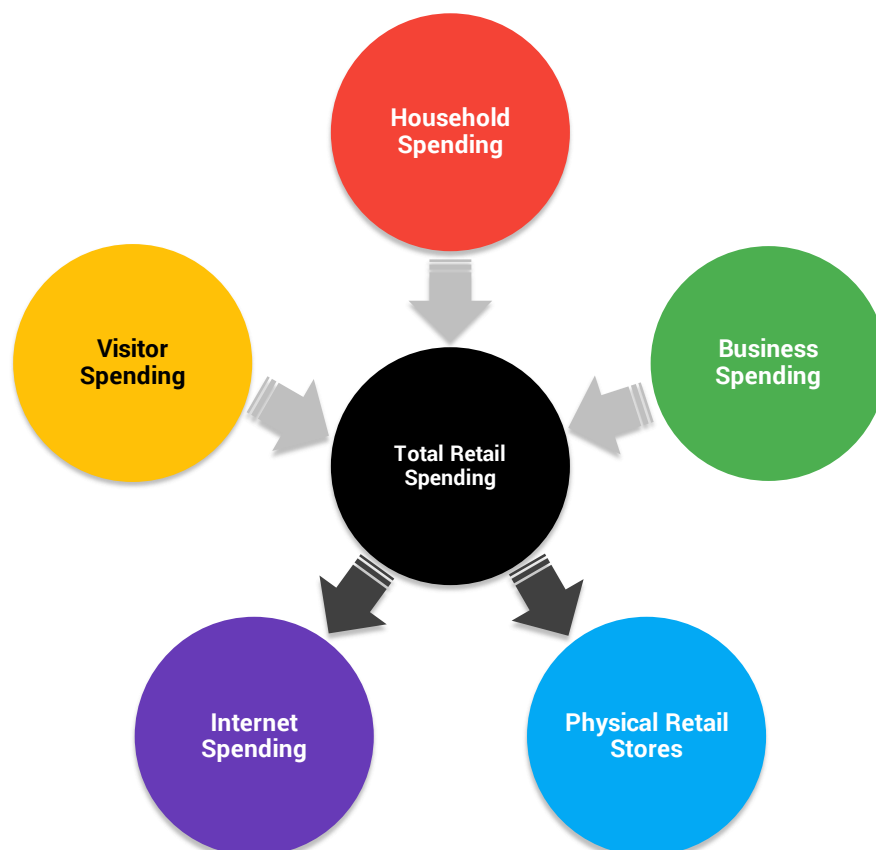 Household
Spending
Visitor
Spending
Business
Spending
Total Retail
Spending
Internet
Spending
Physical Retail
Stores